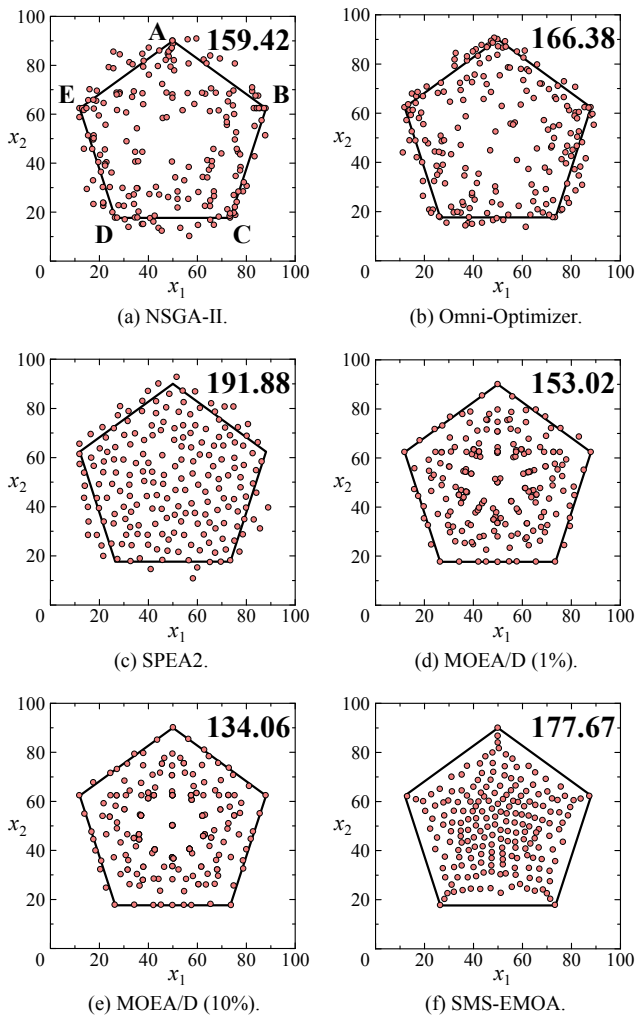 159.42
A
B
E
D
C
100
80
60
40
20
0
x2
0 20 40 60 80 100
x1
(a) NSGA-II.
166.38
100
80
60
40
20
0
x2
0 20 40 60 80 100
x1
(b) Omni-Optimizer.
191.88
100
80
60
40
20
0
x2
0 20 40 60 80 100
x1
(c) SPEA2.
153.02
100
80
60
40
20
0
x2
0 20 40 60 80 100
x1
(d) MOEA/D (1%).
134.06
100
80
60
40
20
0
x2
0 20 40 60 80 100
x1
(e) MOEA/D (10%).
177.67
100
80
60
40
20
0
x2
0 20 40 60 80 100
x1
(f) SMS-EMOA.